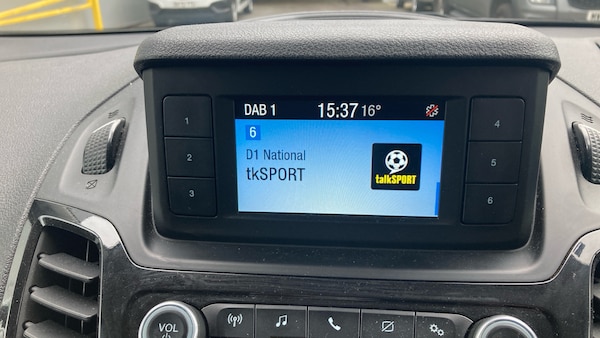 DAB 1 15:37 16°
6
D1 National
tkSPORT
talkSPORT
1
2
3
4
5
6
VOL